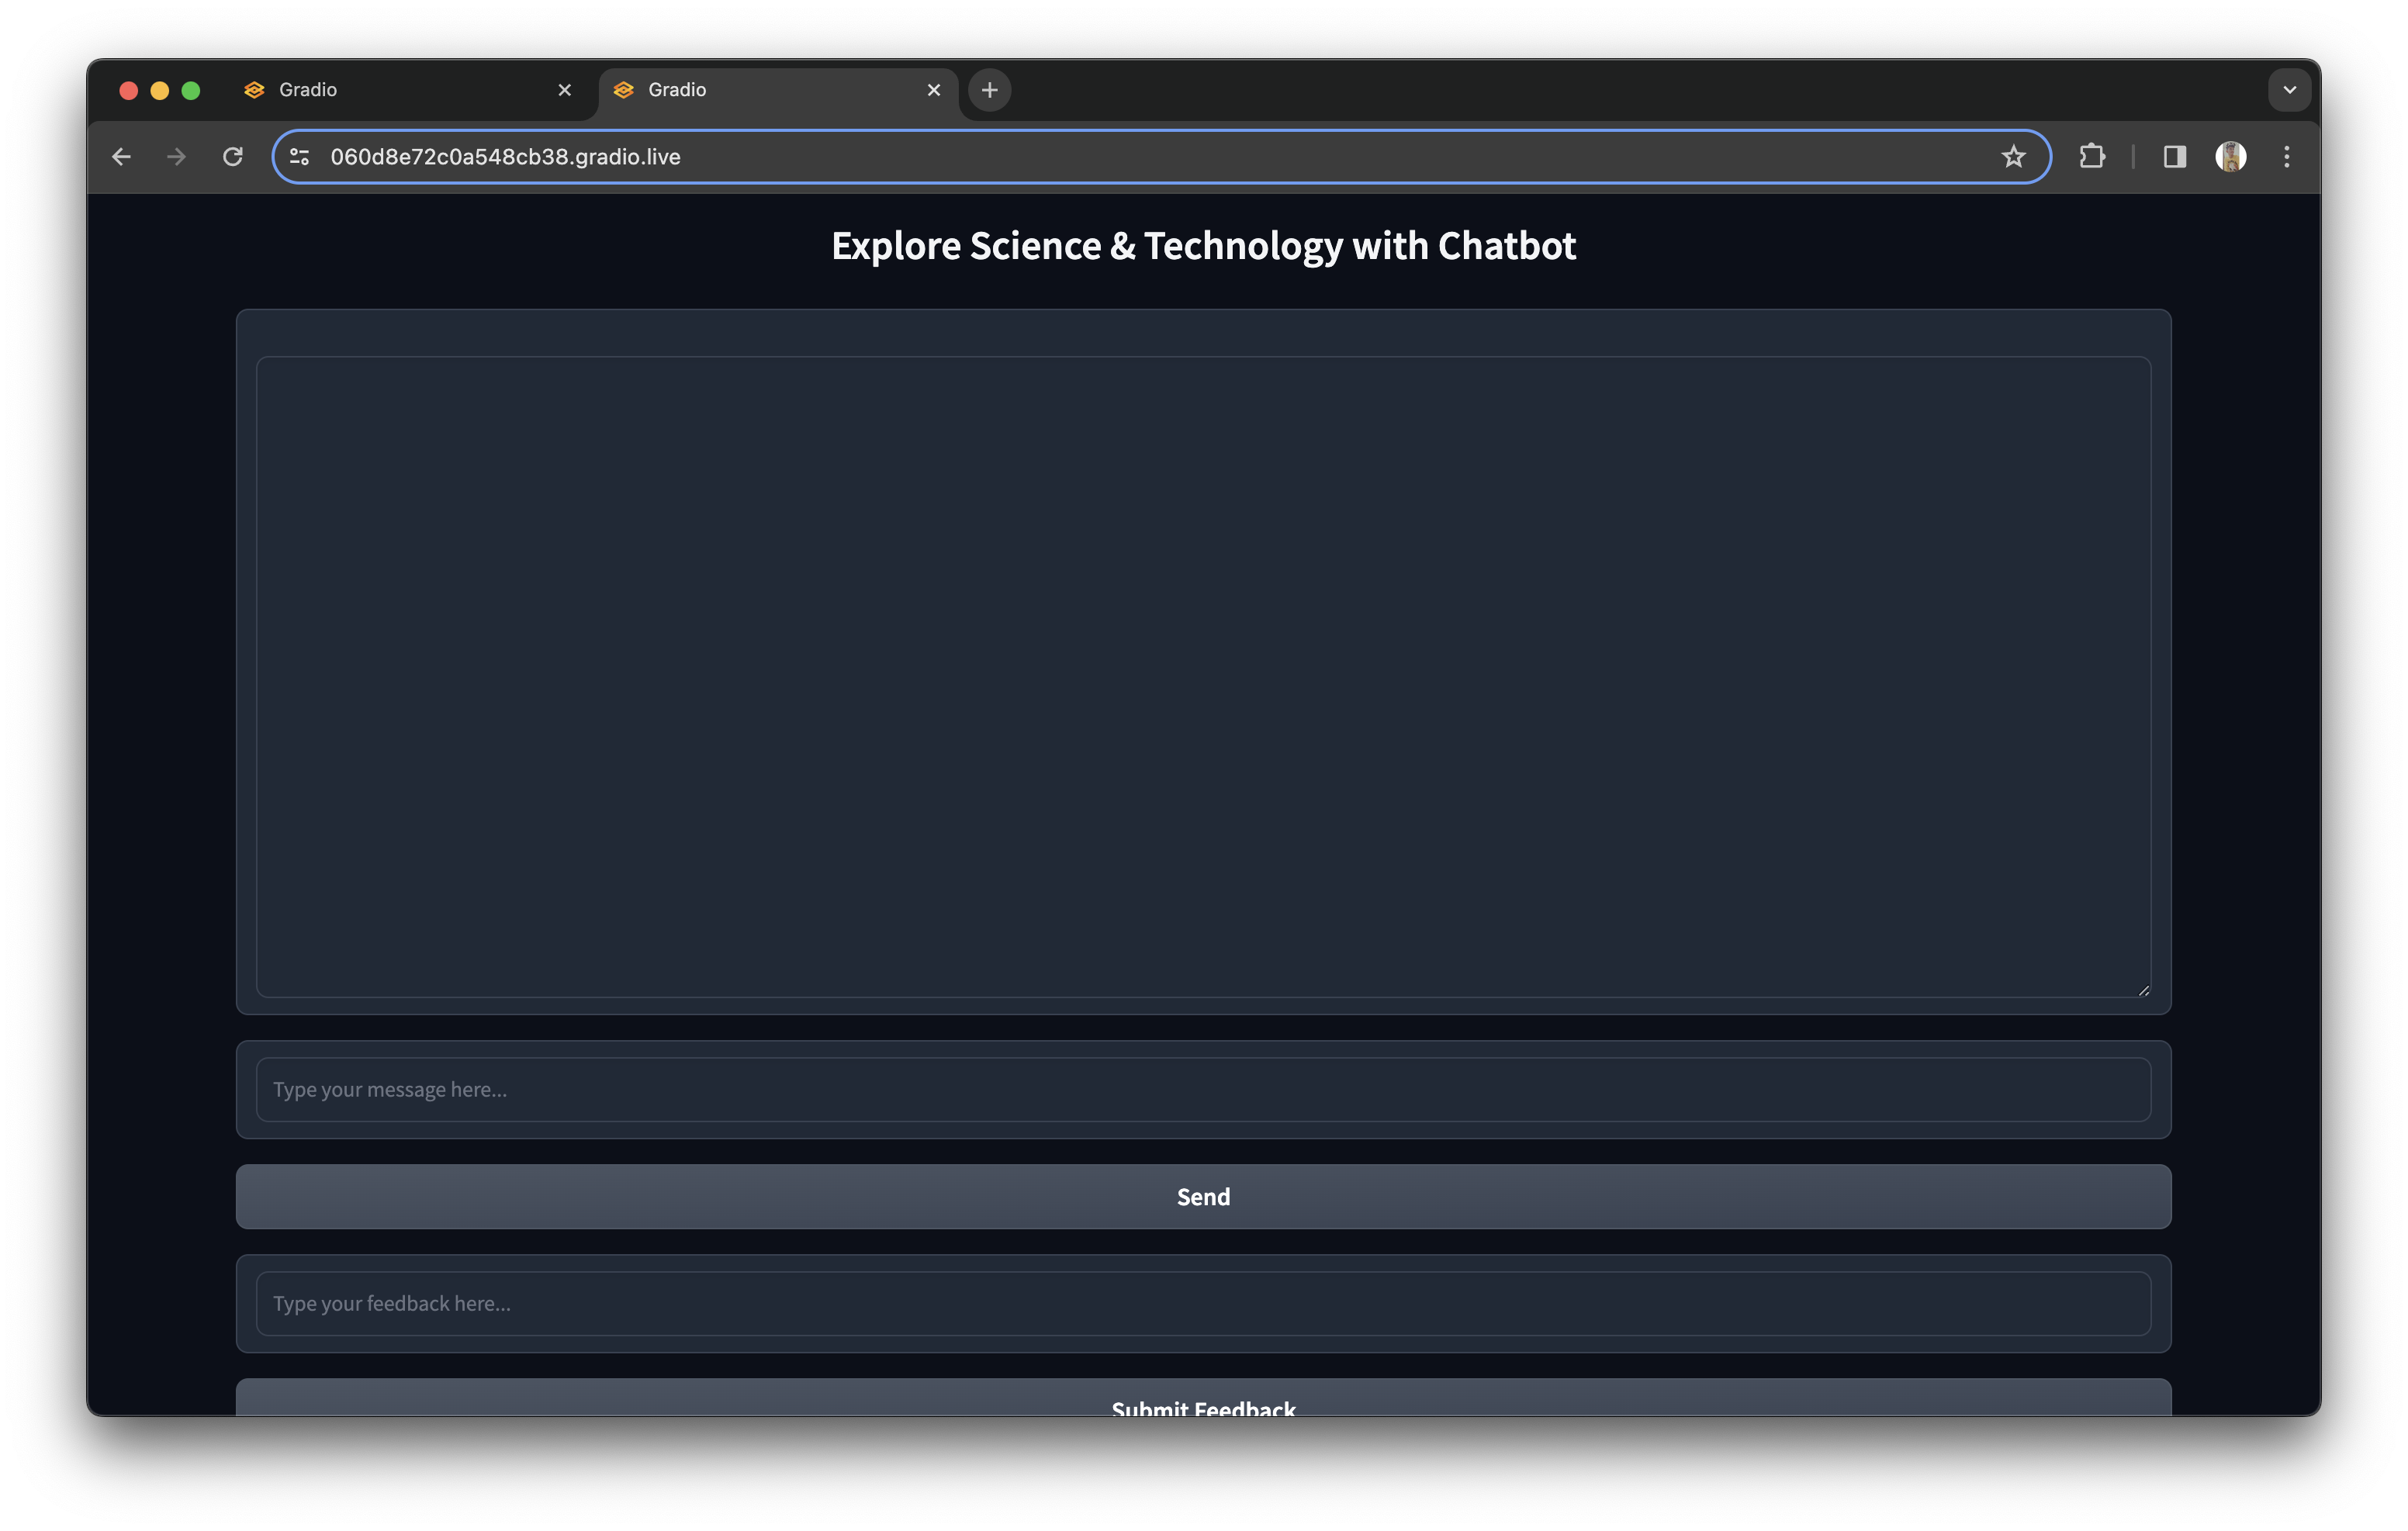 Gradio
Gradio
060d8e72c0a548cb38.gradio.live
Explore Science & Technology with Chatbot
Type your message here...
Send
Type your feedback here...
Submit Feedback